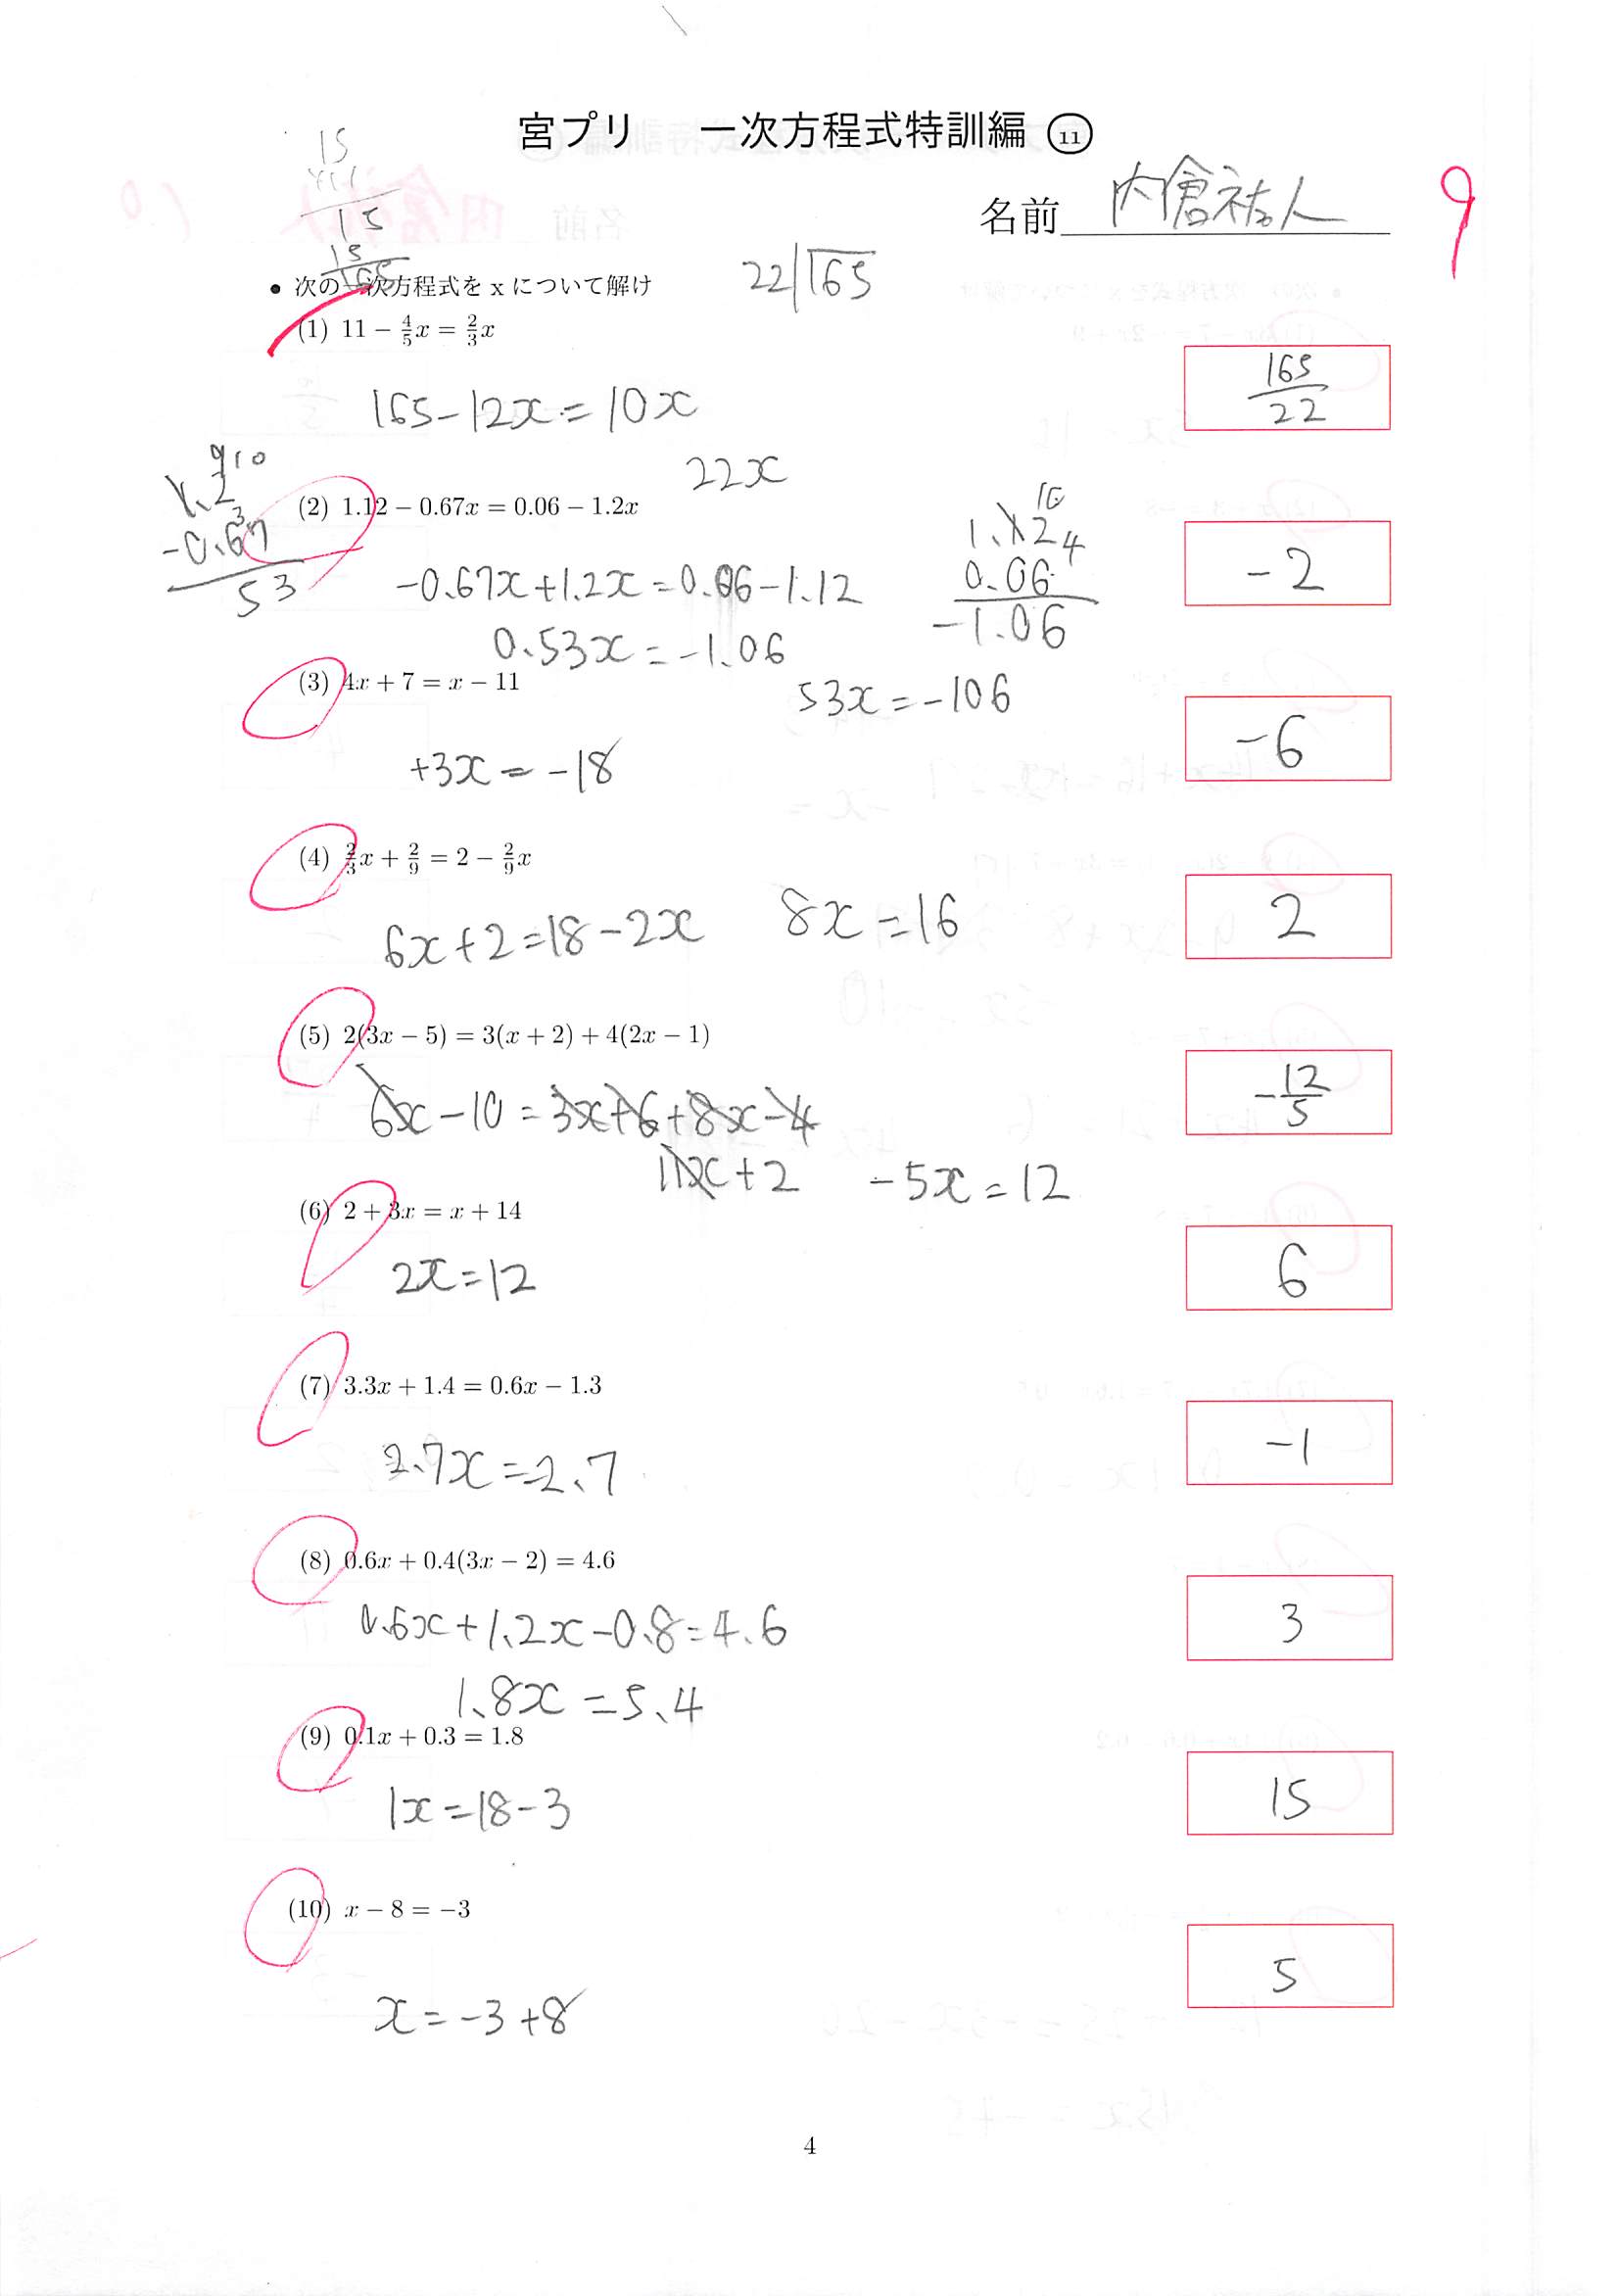 宮プリ 一次方程式特訓編 ⑪
名前 内倉祐人
9
15
15
15
165
22)165
• 次の一次方程式を x について解け
(1) 11 − 4/5 x = 2/3 x
165-12x=10x
22x
165/22
(2) 1.12 − 0.67x = 0.06 − 1.2x
9 10
1.2
-0.67
53
-0.67x+1.2x=0.06-1.12
0.53x=-1.06
53x=-106
10
1.12
0.06
-1.06
-2
(3) 4x + 7 = x − 11
+3x=-18
-6
(4) 2/3 x + 2/9 = 2 − 2/9 x
6x+2=18-2x 8x=16
2
(5) 2(3x − 5) = 3(x + 2) + 4(2x − 1)
6x-10=3x+6+8x-4
11x+2 -5x=12
-12/5
(6) 2 + 3x = x + 14
2x=12
6
(7) 3.3x + 1.4 = 0.6x − 1.3
2.7x=-2.7
-1
(8) 0.6x + 0.4(3x − 2) = 4.6
0.6x+1.2x-0.8=4.6
1.8x=5.4
3
(9) 0.1x + 0.3 = 1.8
1x=18-3
15
(10) x − 8 = −3
x=-3+8
5
4